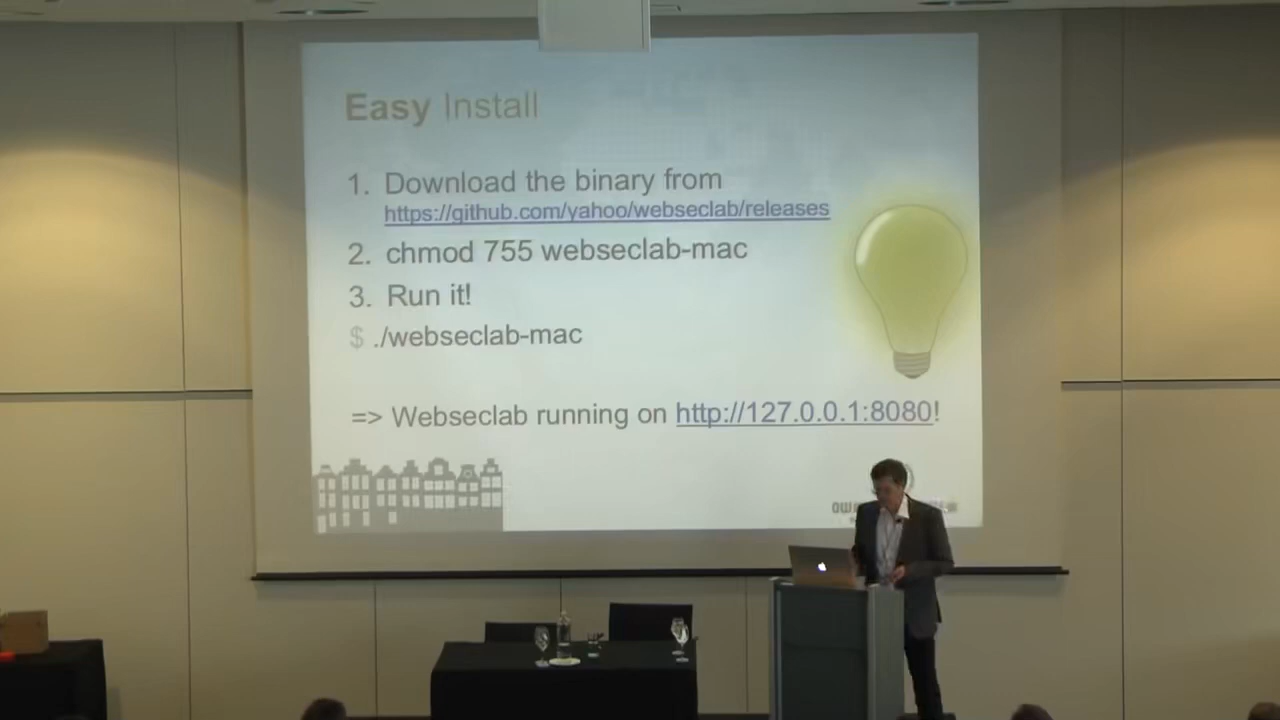 Easy Install
1. Download the binary from
https://github.com/yahoo/webseclab/releases
2. chmod 755 webseclab-mac
3. Run it!
$ ./webseclab-mac
=> Webseclab running on http://127.0.0.1:8080!